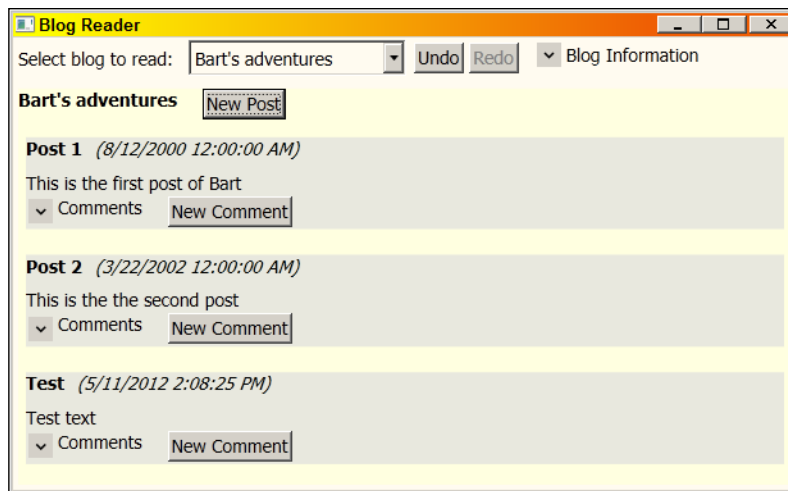 Blog Reader
Select blog to read: Bart's adventures Undo Redo Blog Information
Bart's adventures New Post
Post 1 (8/12/2000 12:00:00 AM)
This is the first post of Bart
Comments New Comment
Post 2 (3/22/2002 12:00:00 AM)
This is the the second post
Comments New Comment
Test (5/11/2012 2:08:25 PM)
Test text
Comments New Comment